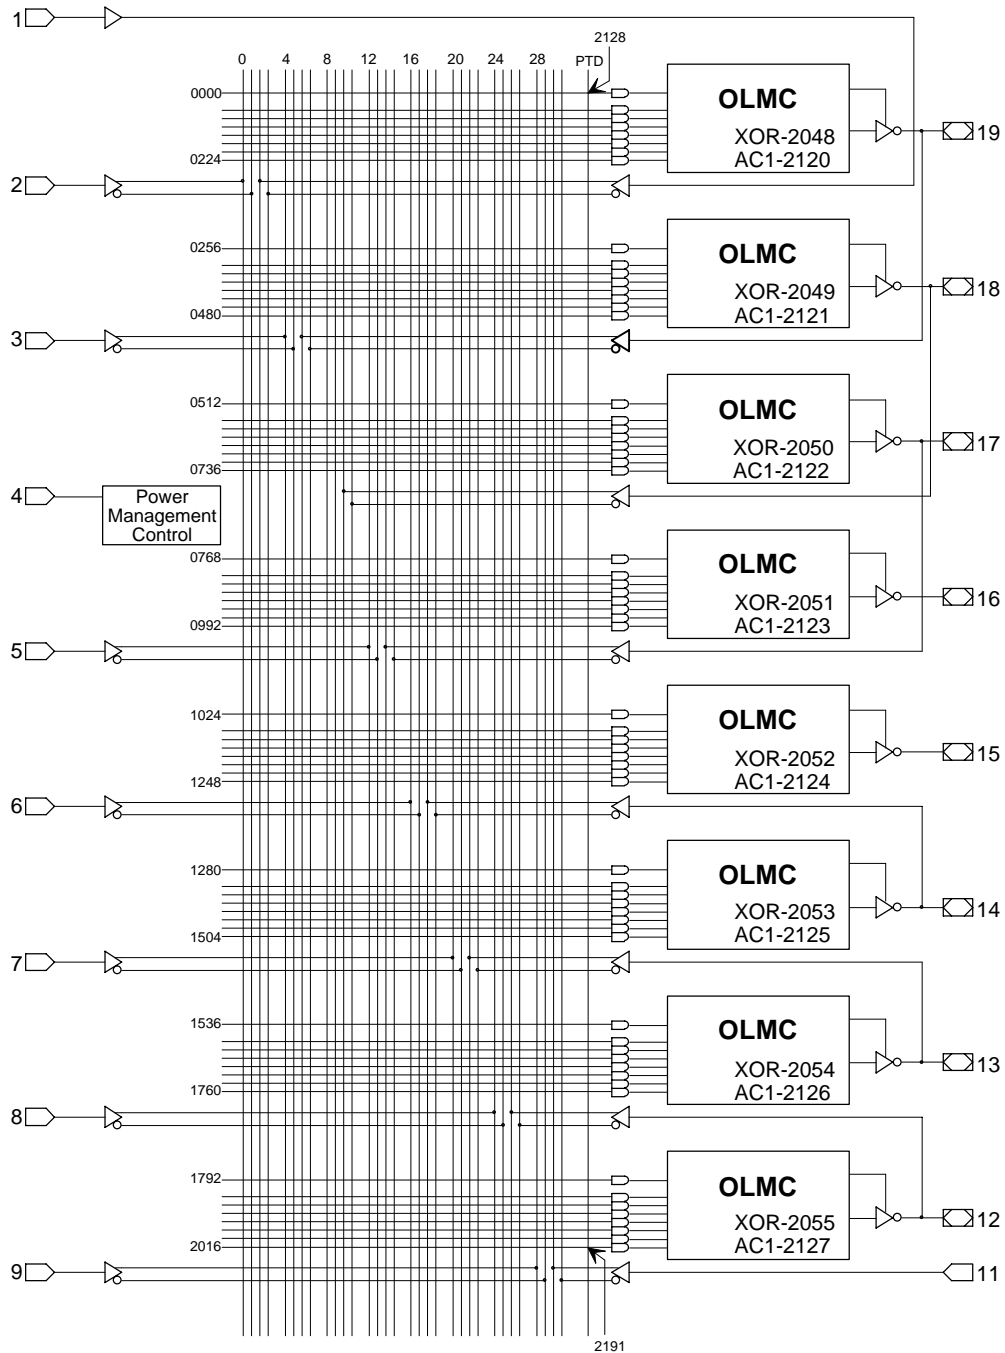 1
2128
0 4 8 12 16 20 24 28 PTD
0000
OLMC
XOR-2048
AC1-2120
19
0224
2
0256
OLMC
XOR-2049
AC1-2121
18
0480
3
0512
OLMC
XOR-2050
AC1-2122
17
0736
4
Power
Management
Control
0768
OLMC
XOR-2051
AC1-2123
16
0992
5
1024
OLMC
XOR-2052
AC1-2124
15
1248
6
1280
OLMC
XOR-2053
AC1-2125
14
1504
7
1536
OLMC
XOR-2054
AC1-2126
13
1760
8
1792
OLMC
XOR-2055
AC1-2127
12
2016
9
11
2191